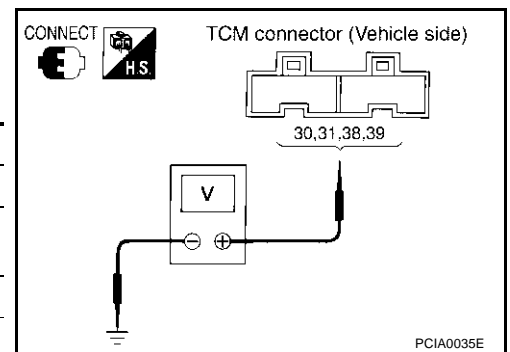 CONNECT
H.S.
TCM connector (Vehicle side)
30,31,38,39
V
PCIA0035E